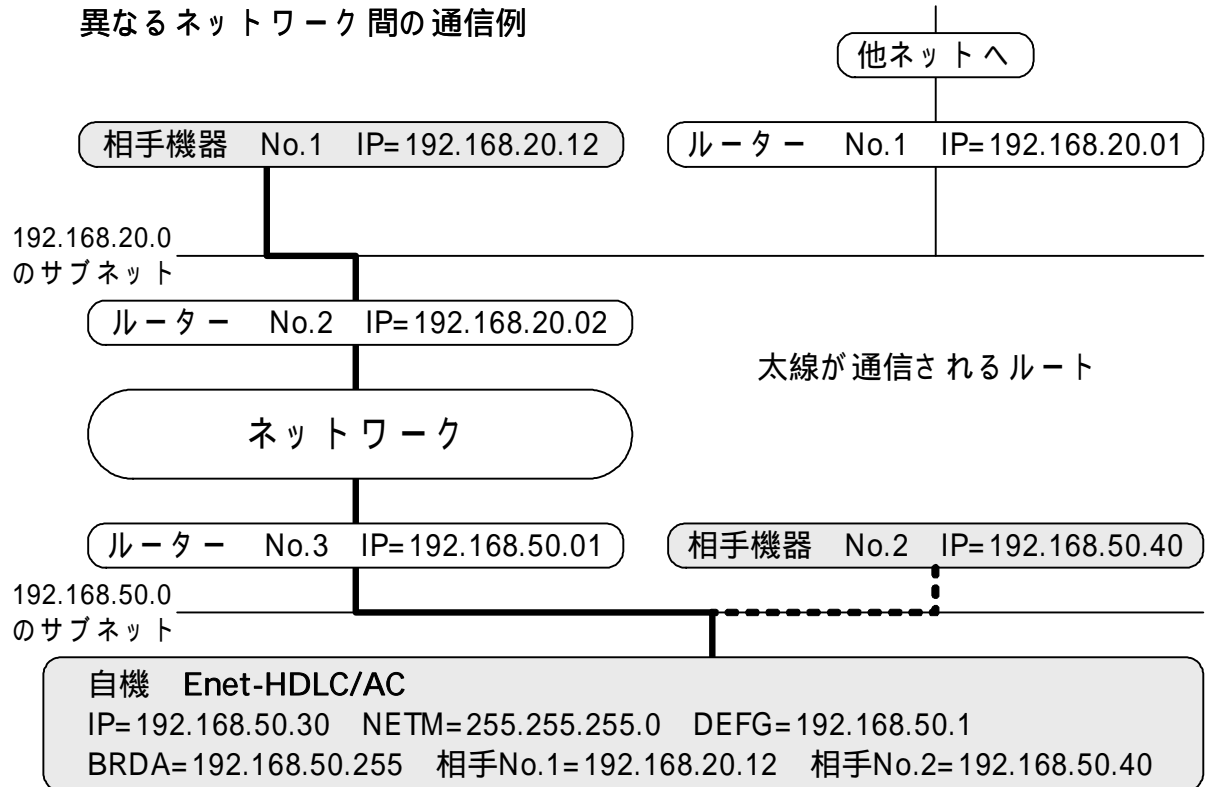 異なるネットワーク間の通信例
他ネットへ
相手機器 No.1 IP=192.168.20.12
ルーター No.1 IP=192.168.20.01
192.168.20.0
のサブネット
ルーター No.2 IP=192.168.20.02
太線が通信されるルート
ネットワーク
ルーター No.3 IP=192.168.50.01
相手機器 No.2 IP=192.168.50.40
192.168.50.0
のサブネット
自機 Enet-HDLC/AC
IP=192.168.50.30 NETM=255.255.255.0 DEFG=192.168.50.1
BRDA=192.168.50.255 相手No.1=192.168.20.12 相手No.2=192.168.50.40